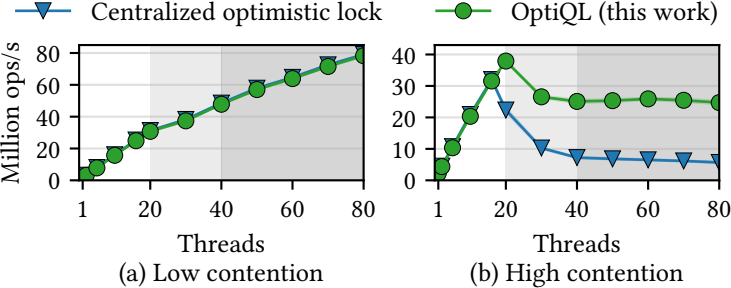 Centralized optimistic lock
OptiQL (this work)
Million ops/s
80
60
40
20
0
1 20 40 60 80
Threads
(a) Low contention
40
30
20
10
0
1 20 40 60 80
Threads
(b) High contention